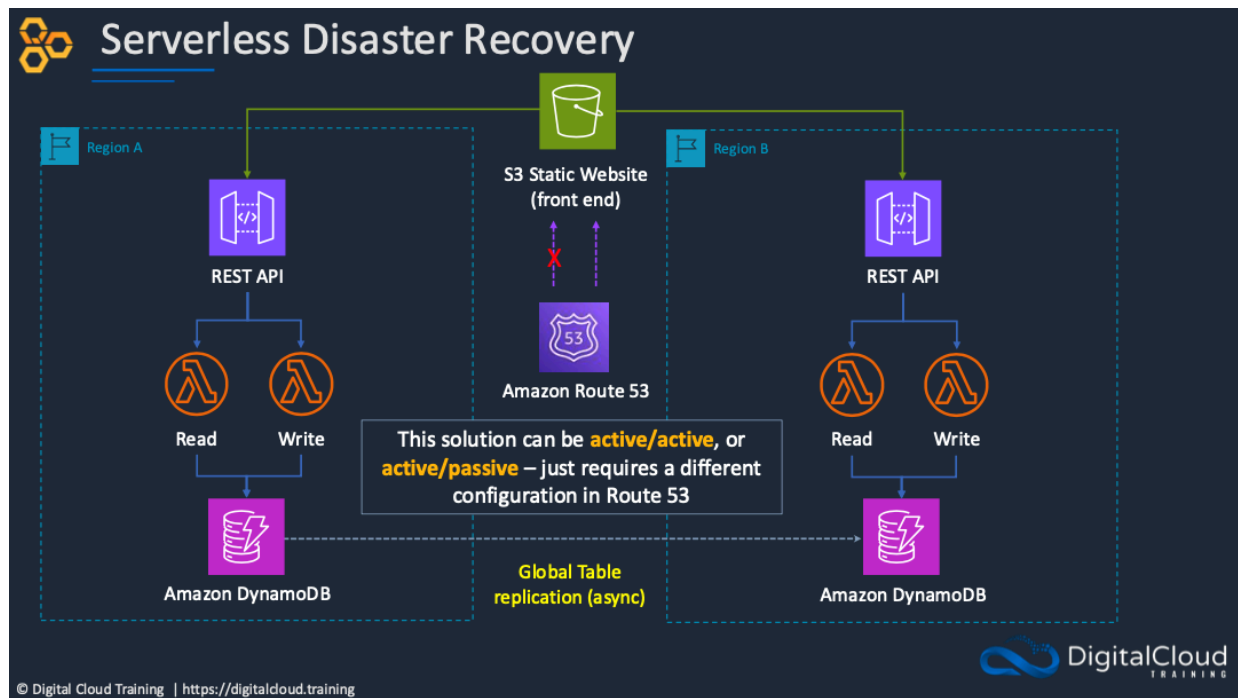 Serverless Disaster Recovery
Region A
Region B
S3 Static Website
(front end)
</>
REST API
</>
REST API
X
53
Amazon Route 53
Read
Write
Read
Write
This solution can be active/active, or
active/passive – just requires a different
configuration in Route 53
Amazon DynamoDB
Amazon DynamoDB
Global Table
replication (async)
DigitalCloud
TRAINING
© Digital Cloud Training | https://digitalcloud.training